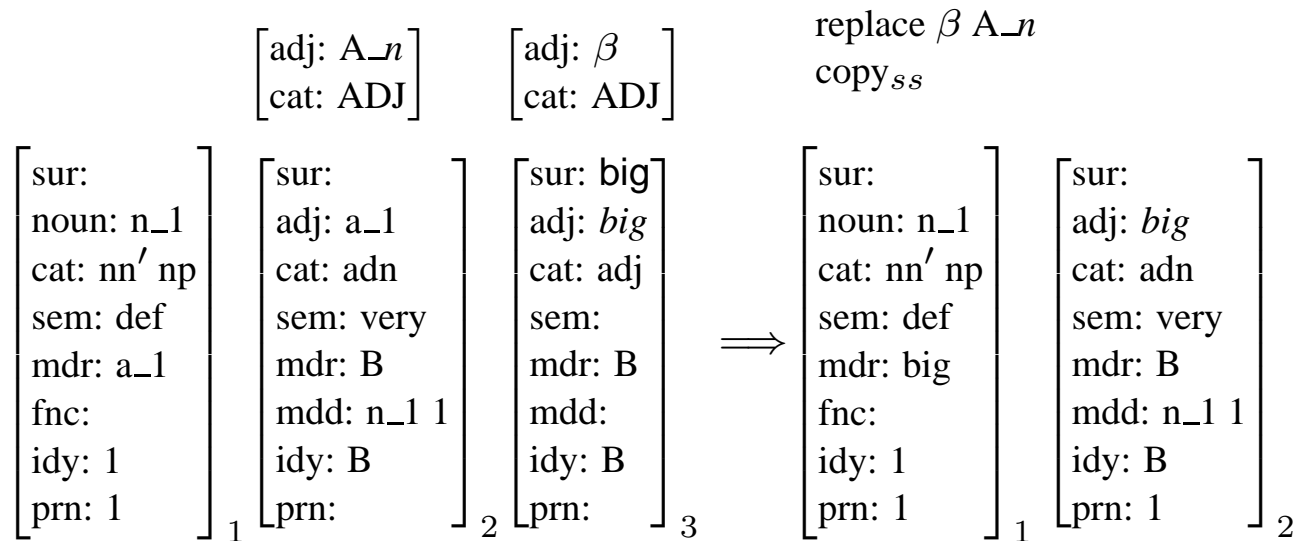 replace β A_n
[adj: A_n] [adj: β] copy_ss
[cat: ADJ] [cat: ADJ]
sur: sur: sur: big sur: sur:
noun: n_1 adj: a_1 adj: big noun: n_1 adj: big
cat: nn′ np cat: adn cat: adj cat: nn′ np cat: adn
sem: def sem: very sem: sem: def sem: very
mdr: a_1 mdr: B mdr: B ⟹ mdr: big mdr: B
fnc: mdd: n_1 1 mdd: fnc: mdd: n_1 1
idy: 1 idy: B idy: B idy: 1 idy: B
prn: 1 prn: prn: prn: 1 prn: 1
1 2 3 1 2